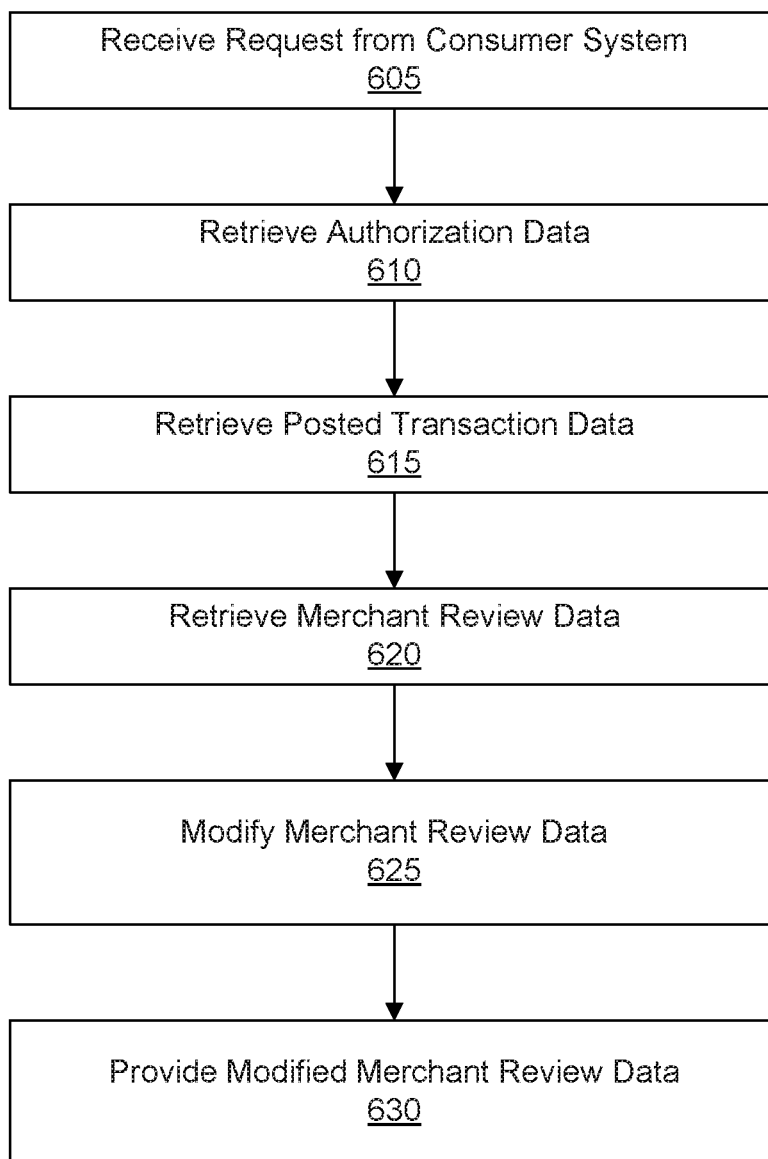 Receive Request from Consumer System
605
Retrieve Authorization Data
610
Retrieve Posted Transaction Data
615
Retrieve Merchant Review Data
620
Modify Merchant Review Data
625
Provide Modified Merchant Review Data
630